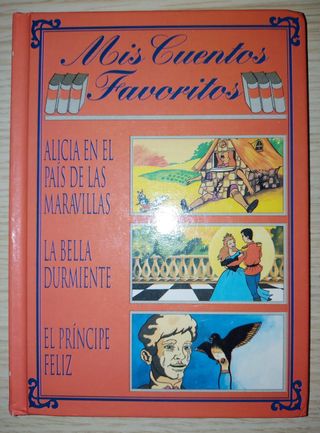 Mis Cuentos
Favoritos
ALICIA EN EL
PAÍS DE LAS
MARAVILLAS
LA BELLA
DURMIENTE
EL PRÍNCIPE
FELIZ